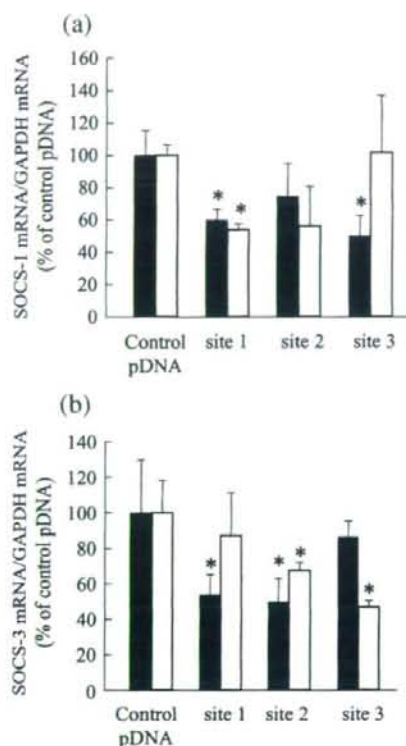 (a)
SOCS-1 mRNA/GAPDH mRNA
(% of control pDNA)
160
140
120
100
80
60
40
20
0
* * *
Control
pDNA
site 1
site 2
site 3
(b)
SOCS-3 mRNA/GAPDH mRNA
(% of control pDNA)
140
120
100
80
60
40
20
0
* * * *
Control
pDNA
site 1
site 2
site 3